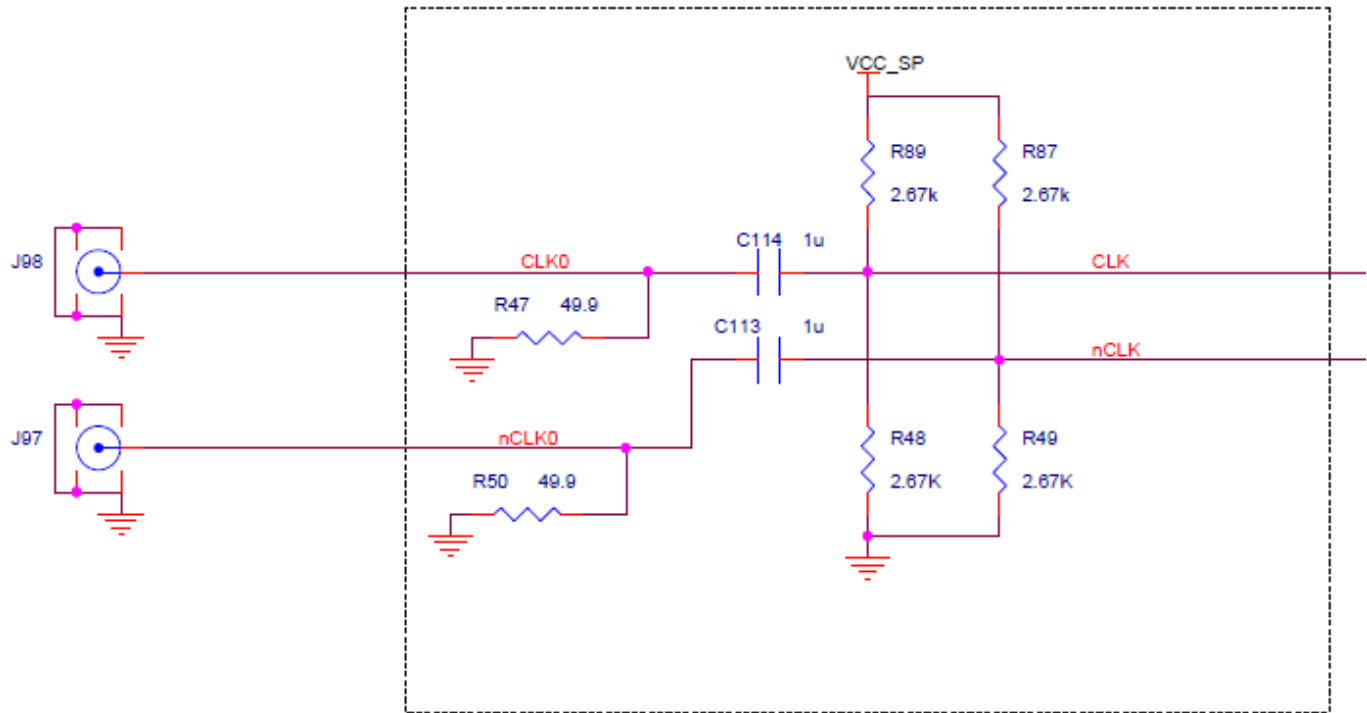 VCC_SP
R89
R87
2.67k
2.67k
C114 1u
J98
CLK0
CLK
R47 49.9
C113 1u
nCLK
J97
nCLK0
R48
R49
R50 49.9
2.67K
2.67K